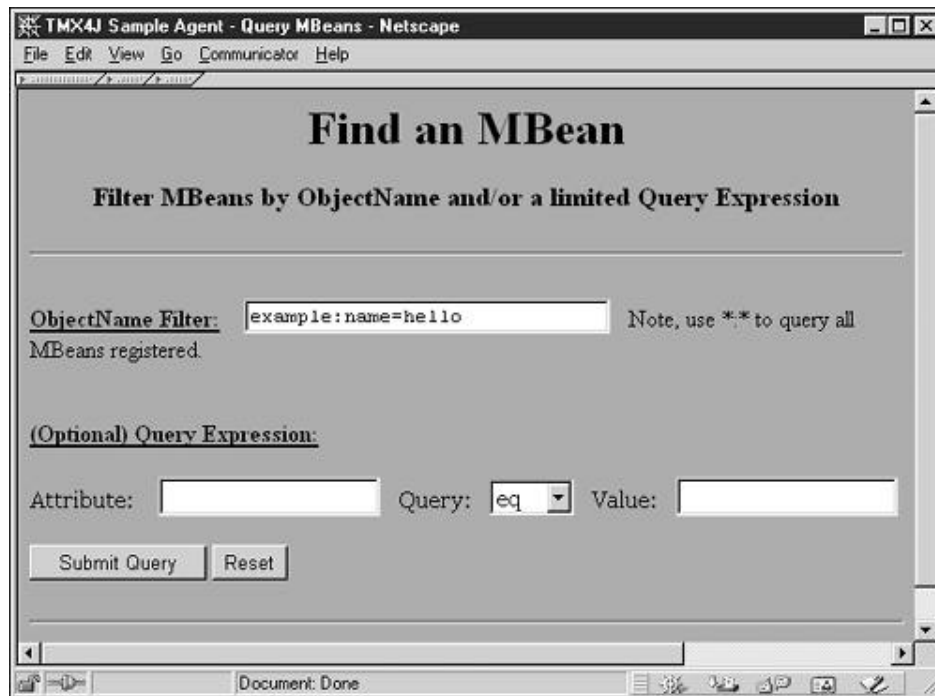 TMX4J Sample Agent - Query MBeans - Netscape
File Edit View Go Communicator Help
Find an MBean
Filter MBeans by ObjectName and/or a limited Query Expression
ObjectName Filter: example:name=hello Note, use *:* to query all
MBeans registered.
(Optional) Query Expression:
Attribute: Query: eq Value:
Submit Query Reset
Document: Done